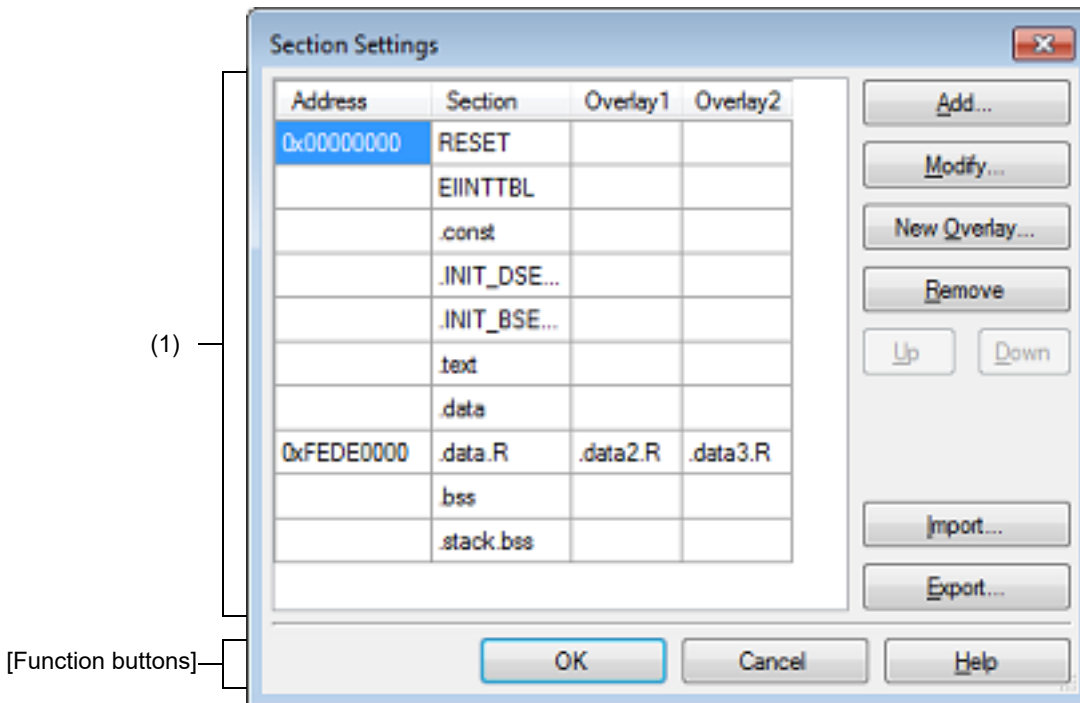 Section Settings
Address Section Overlay1 Overlay2
0x00000000 RESET
EIINTTBL
.const
.INIT_DSE...
.INIT_BSE...
.text
.data
0xFEDE0000 .data.R .data2.R .data3.R
.bss
.stack.bss
Add...
Modify...
New Overlay...
Remove
Up Down
Import...
Export...
(1)
[Function buttons]
OK Cancel Help